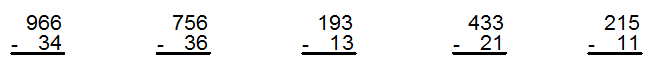 966 756 193 433 215
- 34 - 36 - 13 - 21 - 11